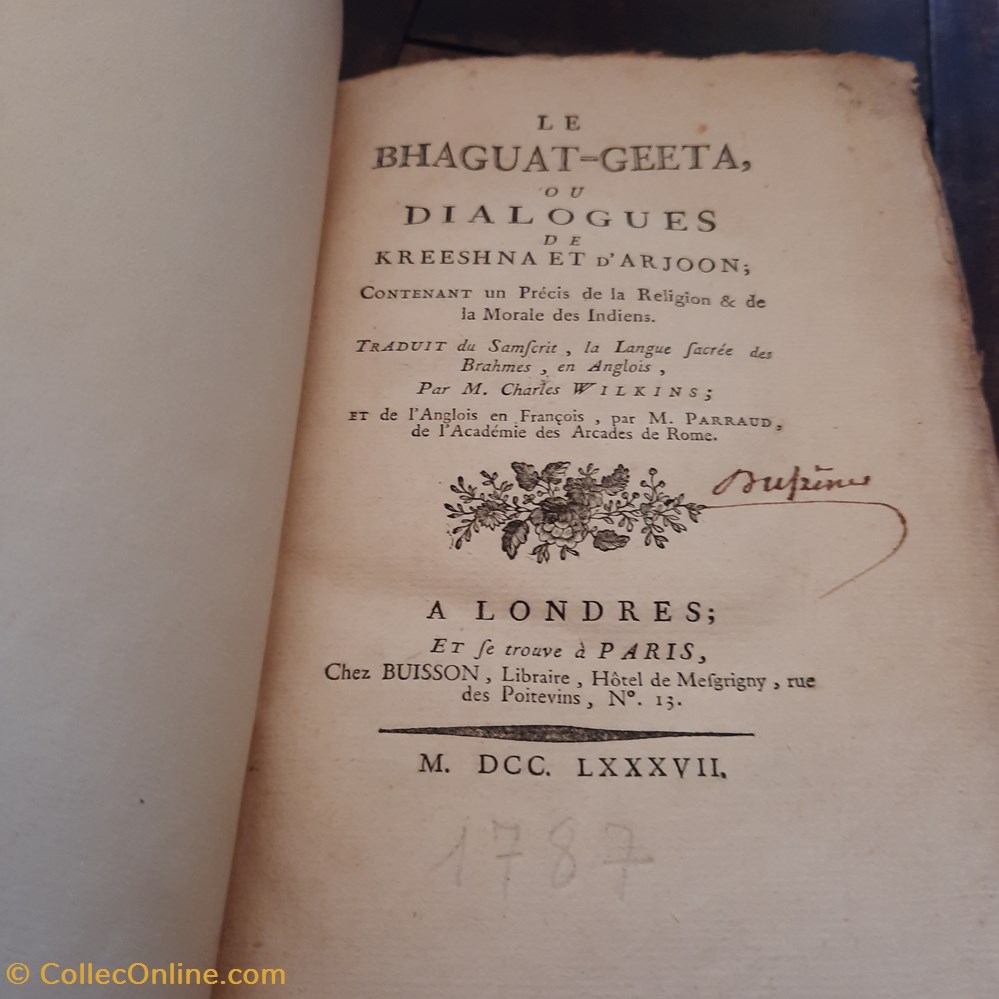 LE
BHAGUAT-GEETA,
OU
DIALOGUES
DE
KREESHNA ET D'ARJOON;
CONTENANT un Précis de la Religion & de
la Morale des Indiens.
TRADUIT du Samſcrit, la Langue ſacrée des
Brahmes, en Anglois,
Par M. Charles WILKINS;
ET de l'Anglois en François, par M. PARRAUD,
de l'Académie des Arcades de Rome.
A LONDRES;
ET ſe trouve à PARIS,
Chez BUISSON, Libraire, Hôtel de Meſgrigny, rue
des Poitevins, Nº. 13.
M. DCC. LXXXVII.
1787
© CollecOnline.com